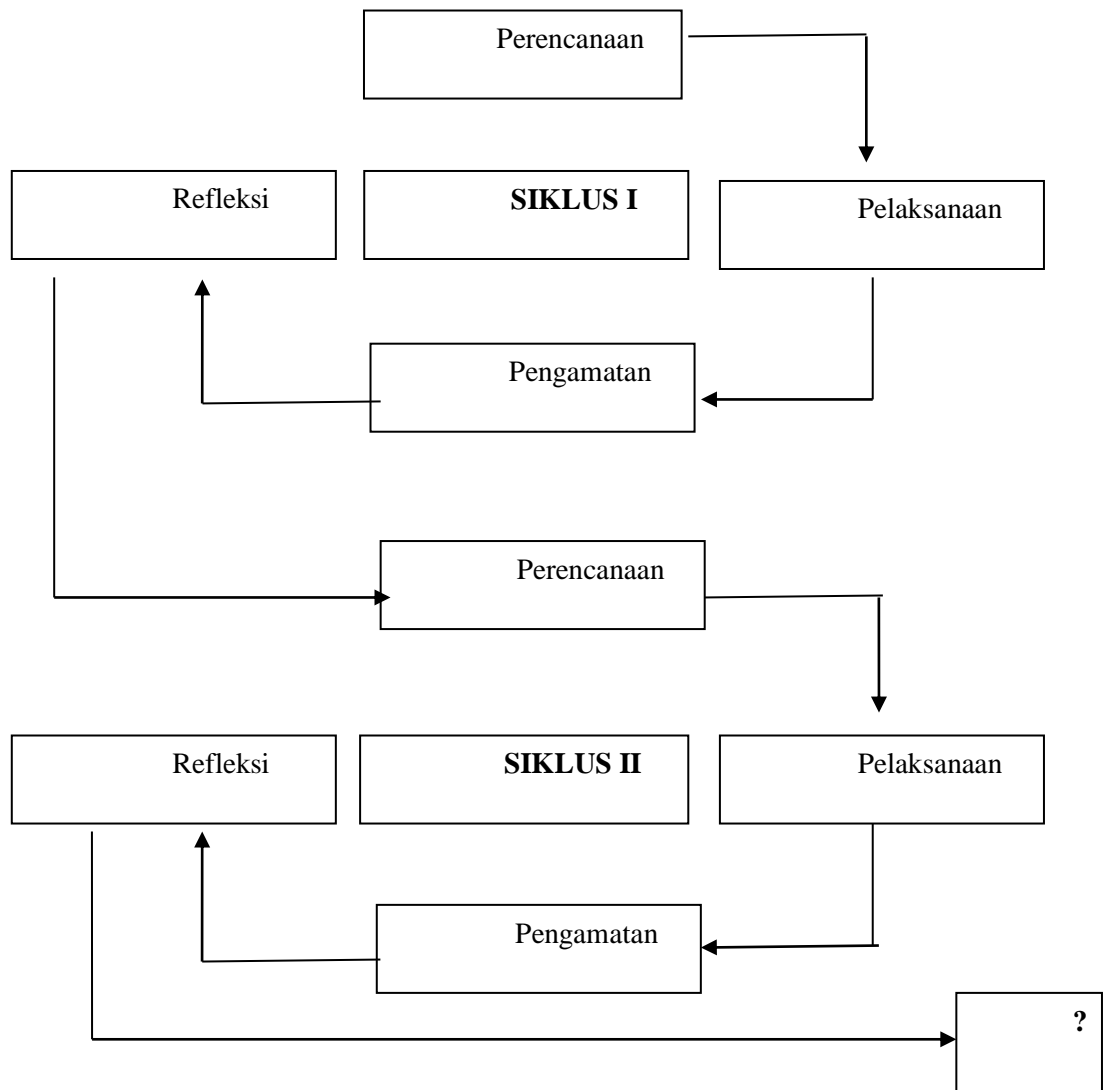 Perencanaan
Refleksi
SIKLUS I
Pelaksanaan
Pengamatan
Perencanaan
Refleksi
SIKLUS II
Pelaksanaan
Pengamatan
?